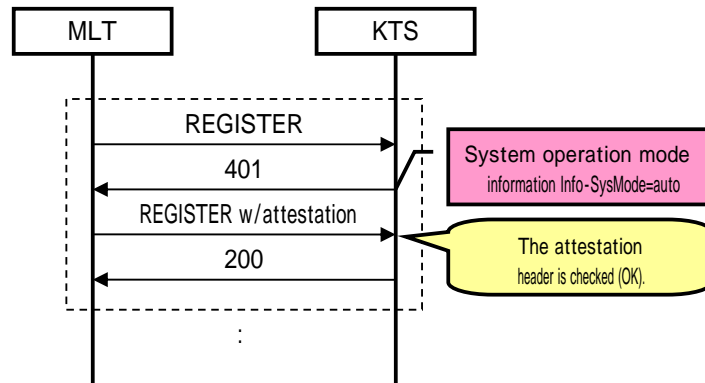 MLT
KTS
REGISTER
401
System operation mode
information Info-SysMode=auto
REGISTER w/attestation
The attestation
header is checked (OK).
200
: